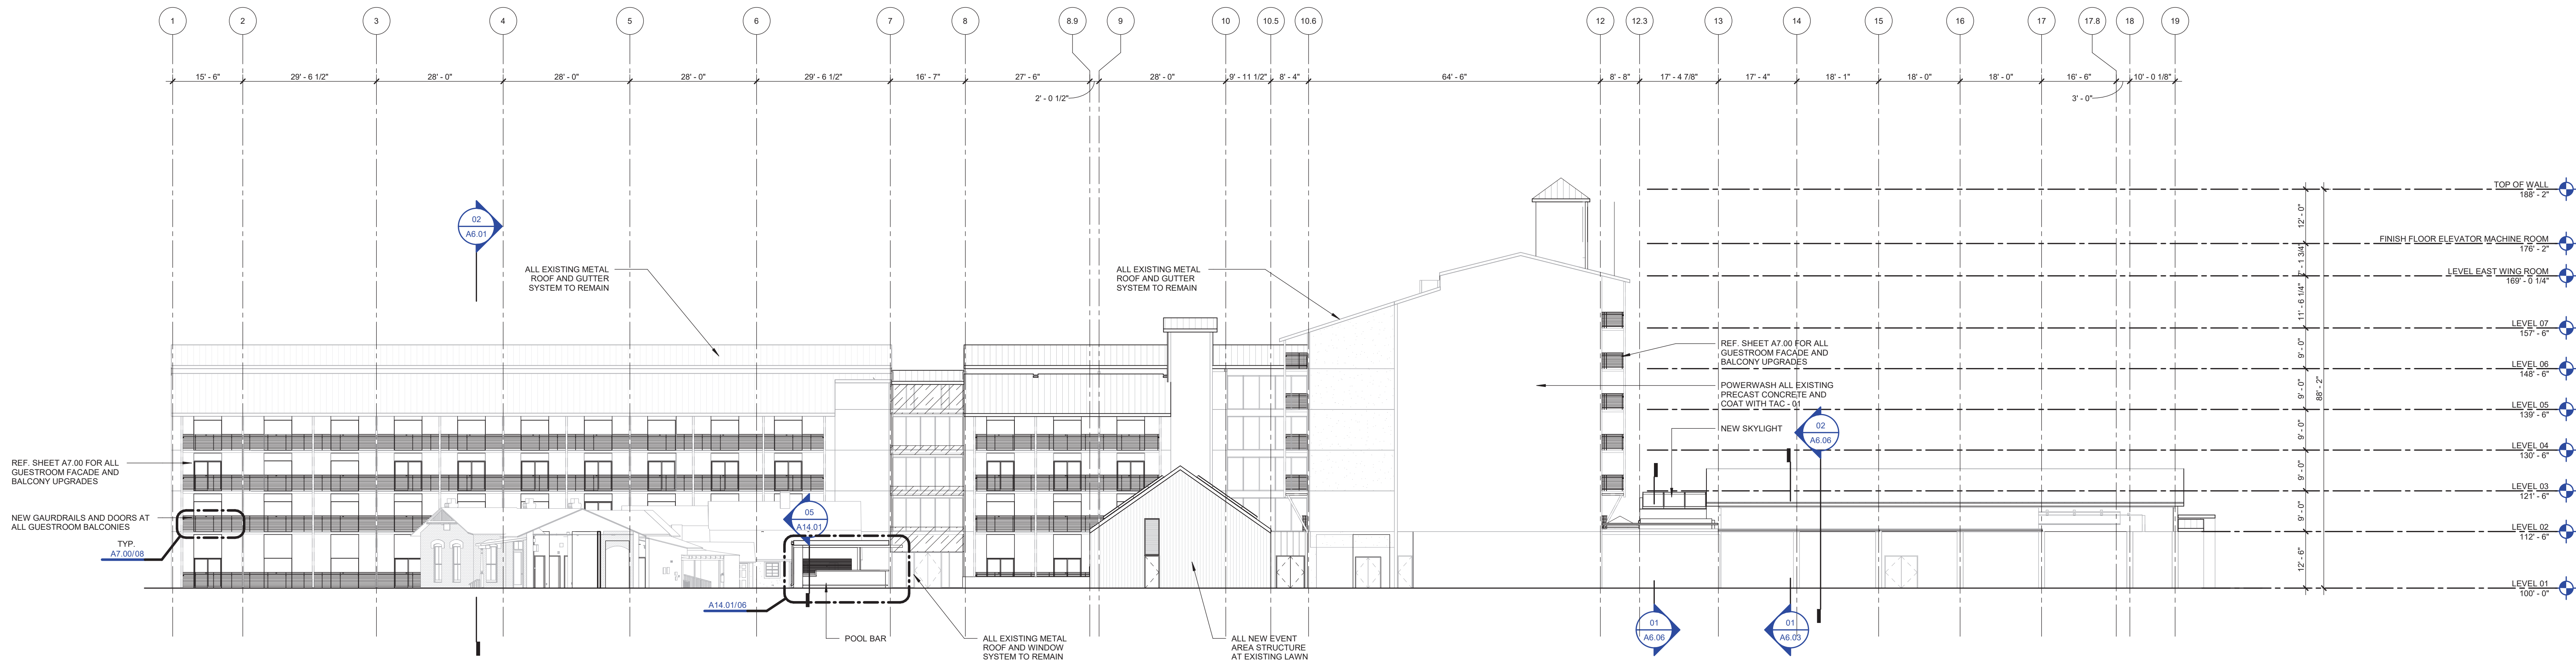 1 2 3 4 5 6 7 8 8.9 9 10 10.5 10.6 12 12.3 13 14 15 16 17 17.8 18 19
15' - 6" 29' - 6 1/2" 28' - 0" 28' - 0" 28' - 0" 29' - 6 1/2" 16' - 7" 27' - 6" 28' - 0" 9' - 11 1/2" 8' - 4" 64' - 6" 8' - 8" 17' - 4 7/8" 17' - 4" 18' - 1" 18' - 0" 18' - 0" 16' - 6" 10' - 0 1/8"
2' - 0 1/2" 3' - 0"
TOP OF WALL
188' - 2"
12' - 0"
FINISH FLOOR ELEVATOR MACHINE ROOM
176' - 2"
7' - 1 3/4"
LEVEL EAST WING ROOM
169' - 0 1/4"
11' - 6 1/4"
LEVEL 07
157' - 6"
9' - 0"
LEVEL 06
148' - 6"
9' - 0"
88' - 2"
LEVEL 05
139' - 6"
9' - 0"
LEVEL 04
130' - 6"
9' - 0"
LEVEL 03
121' - 6"
9' - 0"
LEVEL 02
112' - 6"
12' - 6"
LEVEL 01
100' - 0"
02
A6.01
ALL EXISTING METAL
ROOF AND GUTTER
SYSTEM TO REMAIN
ALL EXISTING METAL
ROOF AND GUTTER
SYSTEM TO REMAIN
REF. SHEET A7.00 FOR ALL
GUESTROOM FACADE AND
BALCONY UPGRADES
POWERWASH ALL EXISTING
PRECAST CONCRETE AND
COAT WITH TAC - 01
NEW SKYLIGHT
02
A6.06
REF. SHEET A7.00 FOR ALL
GUESTROOM FACADE AND
BALCONY UPGRADES
NEW GAURDRAILS AND DOORS AT
ALL GUESTROOM BALCONIES
TYP.
A7.00/08
05
A14.01
A14.01/06
POOL BAR
ALL EXISTING METAL
ROOF AND WINDOW
SYSTEM TO REMAIN
ALL NEW EVENT
AREA STRUCTURE
AT EXISTING LAWN
01
A6.06
01
A6.03